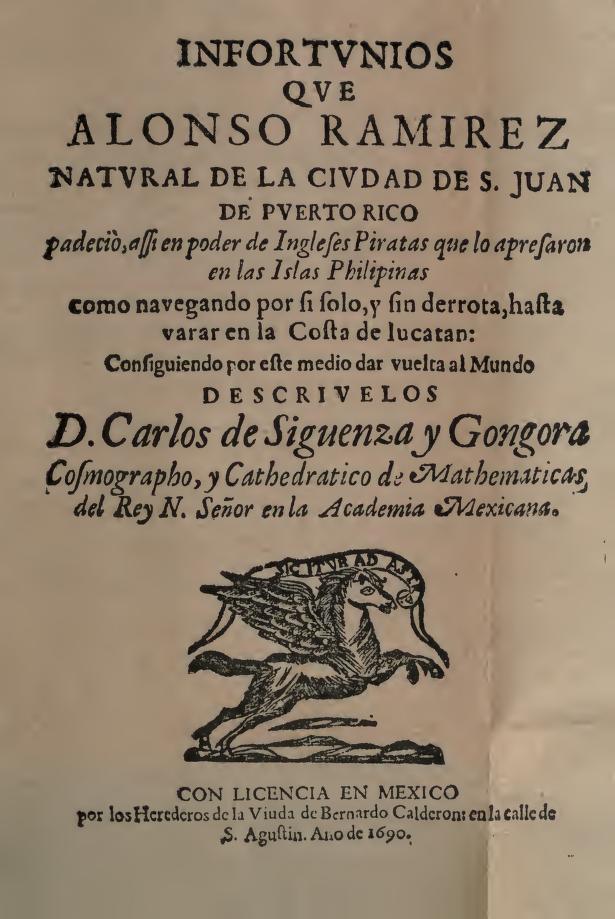 INFORTVNIOS
QVE
ALONSO RAMIREZ
NATVRAL DE LA CIVDAD DE S. JUAN
DE PVERTO RICO
padeciò, aſſi en poder de Ingleſes Piratas que lo apreſaron
en las Islas Philipinas
como navegando por ſi ſolo, y ſin derrota, haſta
varar en la Coſta de Iucatan:
Conſiguiendo por eſte medio dar vuelta al Mundo
DESCRIVELOS
D. Carlos de Siguenza y Gongora
Coſmographo, y Cathedratico de Mathematicas,
del Rey N. Señor en la Academia Mexicana.
SIC ITVR AD AST
CON LICENCIA EN MEXICO
por los Herederos de la Viuda de Bernardo Calderon: en la calle de
S. Aguſtin. Año de 1690.